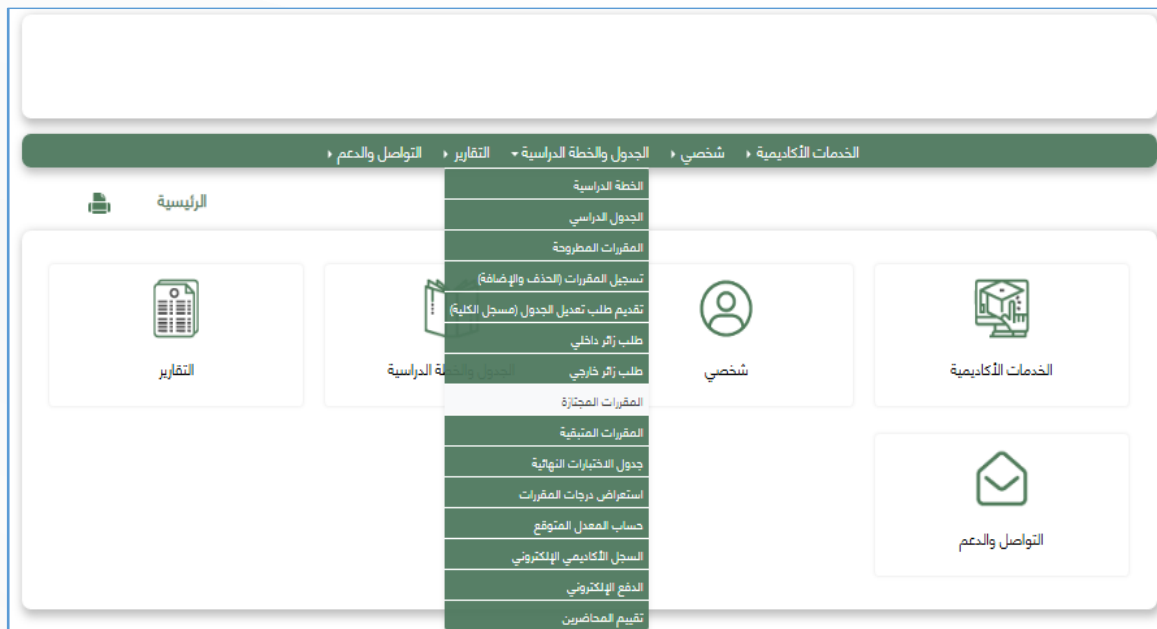 الخدمات الأكاديمية شخصي الجدول والخطة الدراسية التقارير التواصل والدعم
الرئيسية
الخطة الدراسية
الجدول الدراسي
المقررات المطروحة
تسجيل المقررات (الحذف والإضافة)
تقديم طلب تعديل الجدول (مسجل الكلية)
طلب زائر داخلي
طلب زائر خارجي
المقررات المجتازة
المقررات المتبقية
جدول الاختبارات النهائية
استعراض درجات المقررات
حساب المعدل المتوقع
السجل الأكاديمي الإلكتروني
الدفع الإلكتروني
تقييم المحاضرين
الخدمات الأكاديمية
شخصي
الجدول والخطة الدراسية
التقارير
التواصل والدعم